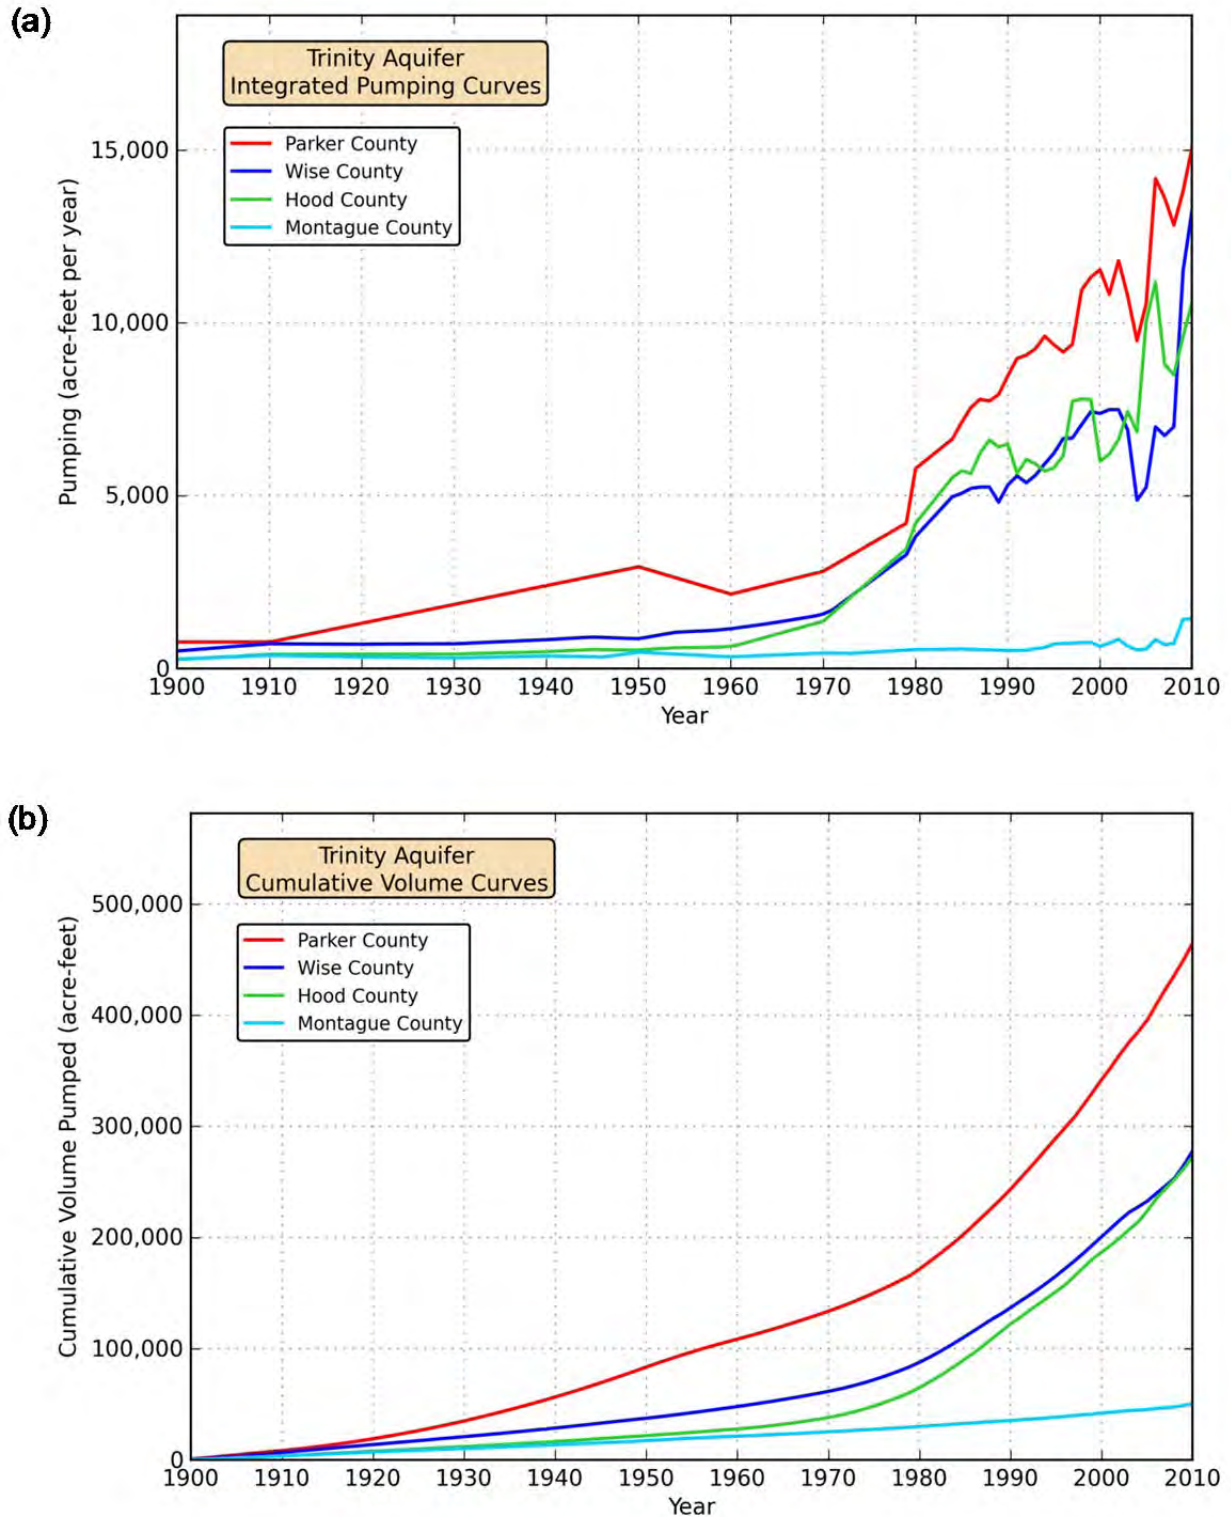 (a)
Trinity Aquifer
Integrated Pumping Curves
Parker County
Wise County
Hood County
Montague County
Pumping (acre-feet per year)
15,000
10,000
5,000
0
1900 1910 1920 1930 1940 1950 1960 1970 1980 1990 2000 2010
Year
(b)
Trinity Aquifer
Cumulative Volume Curves
Parker County
Wise County
Hood County
Montague County
Cumulative Volume Pumped (acre-feet)
500,000
400,000
300,000
200,000
100,000
0
1900 1910 1920 1930 1940 1950 1960 1970 1980 1990 2000 2010
Year